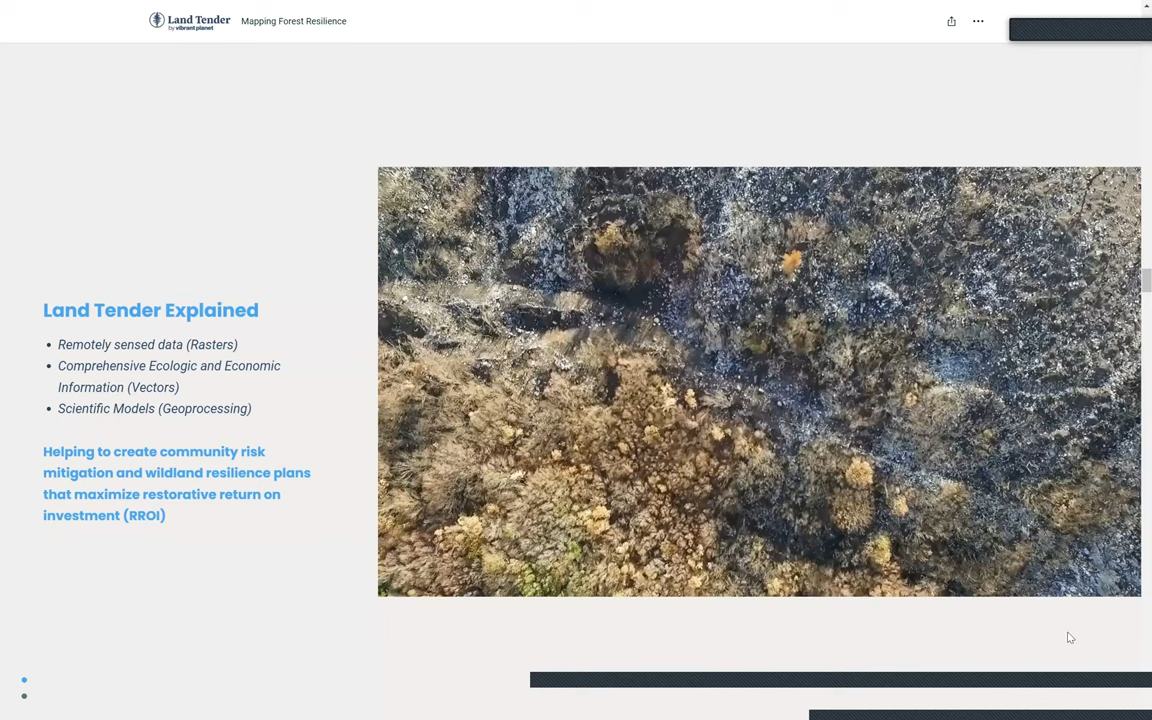 Land Tender
by vibrant planet
Mapping Forest Resilience
Land Tender Explained
• Remotely sensed data (Rasters)
• Comprehensive Ecologic and Economic
Information (Vectors)
• Scientific Models (Geoprocessing)
Helping to create community risk
mitigation and wildland resilience plans
that maximize restorative return on
investment (RROI)